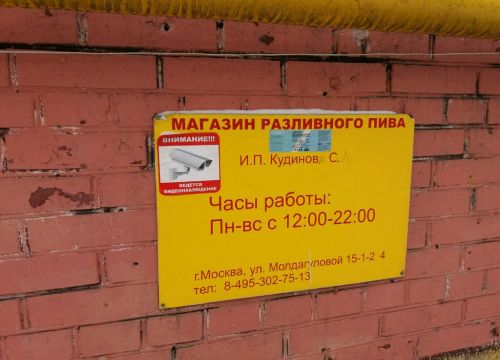 МАГАЗИН РАЗЛИВНОГО ПИВА
ВНИМАНИЕ!!!
ВЕДЁТСЯ
ВИДЕОНАБЛЮДЕНИЕ
И.П. Кудинов, С.
Часы работы:
Пн-вс с 12:00-22:00
г.Москва, ул. Молдагуловой 15-1-2 4
тел: 8-495-302-75-13